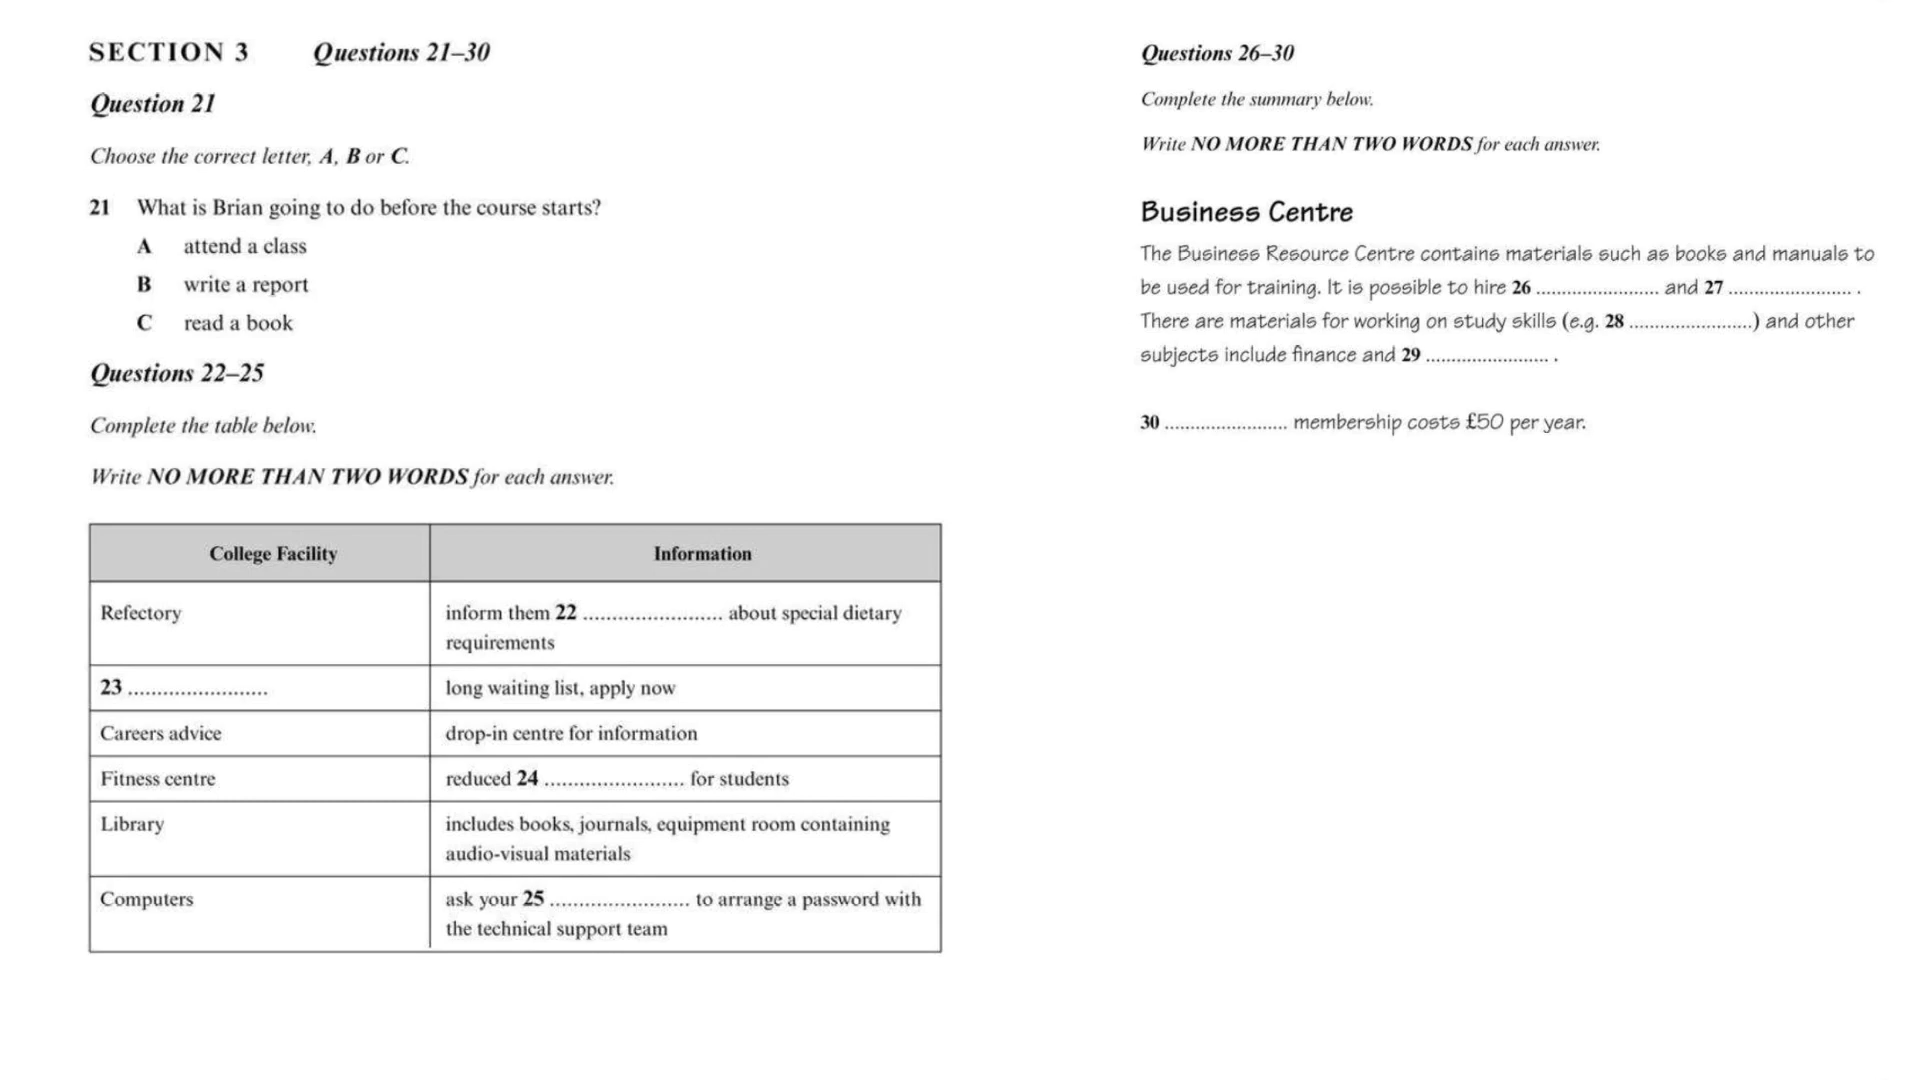 SECTION 3 Questions 21–30
Question 21
Choose the correct letter, A, B or C.
21 What is Brian going to do before the course starts?
A attend a class
B write a report
C read a book
Questions 22–25
Complete the table below.
Write NO MORE THAN TWO WORDS for each answer.
College Facility Information
Refectory inform them 22 ........................ about special dietary
requirements
23 ........................ long waiting list, apply now
Careers advice drop-in centre for information
Fitness centre reduced 24 ........................ for students
Library includes books, journals, equipment room containing
audio-visual materials
Computers ask your 25 ........................ to arrange a password with
the technical support team
Questions 26–30
Complete the summary below.
Write NO MORE THAN TWO WORDS for each answer.
Business Centre
The Business Resource Centre contains materials such as books and manuals to
be used for training. It is possible to hire 26 ........................ and 27 ........................ .
There are materials for working on study skills (e.g. 28 ........................) and other
subjects include finance and 29 ........................ .
30 ........................ membership costs £50 per year.